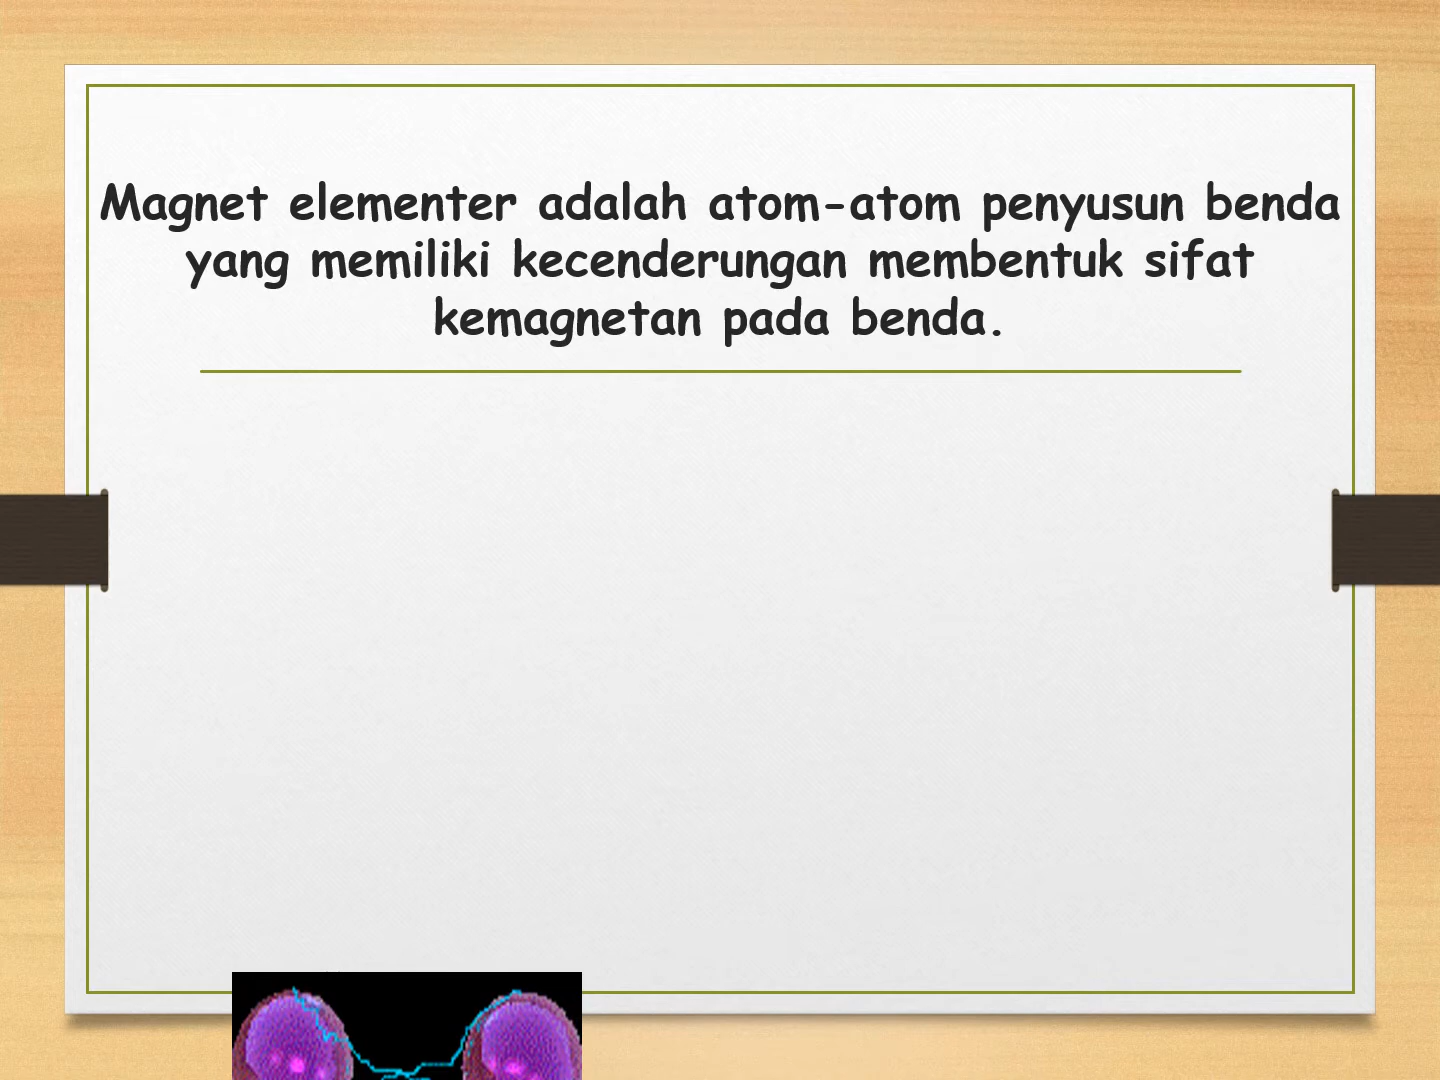 Magnet elementer adalah atom-atom penyusun benda
yang memiliki kecenderungan membentuk sifat
kemagnetan pada benda.